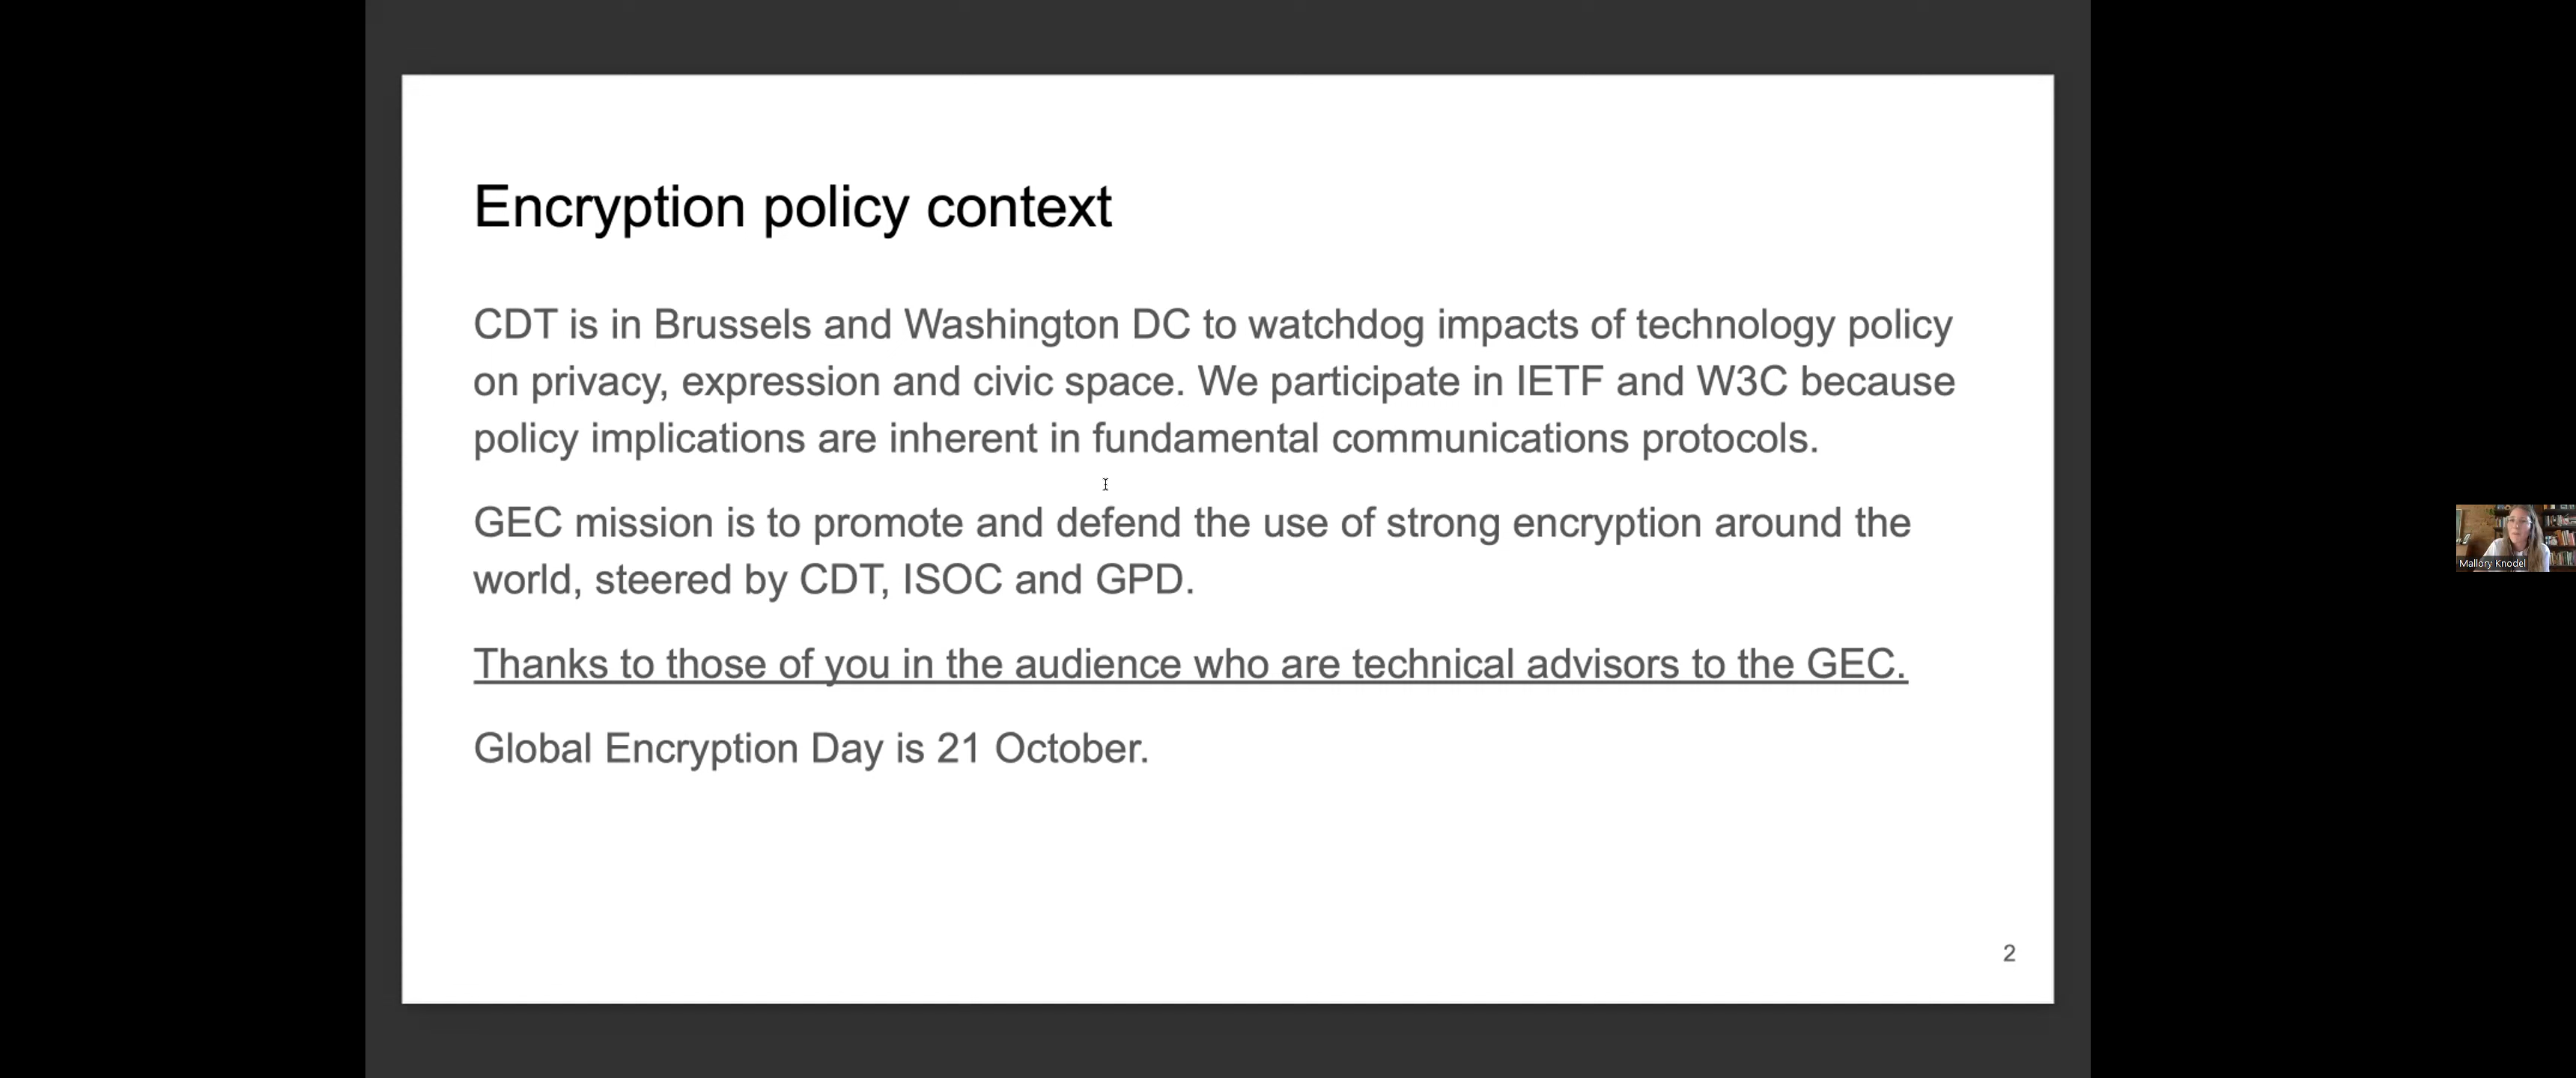 Encryption policy context
CDT is in Brussels and Washington DC to watchdog impacts of technology policy
on privacy, expression and civic space. We participate in IETF and W3C because
policy implications are inherent in fundamental communications protocols.
GEC mission is to promote and defend the use of strong encryption around the
world, steered by CDT, ISOC and GPD.
Thanks to those of you in the audience who are technical advisors to the GEC.
Global Encryption Day is 21 October.
2
Mallory Knodel